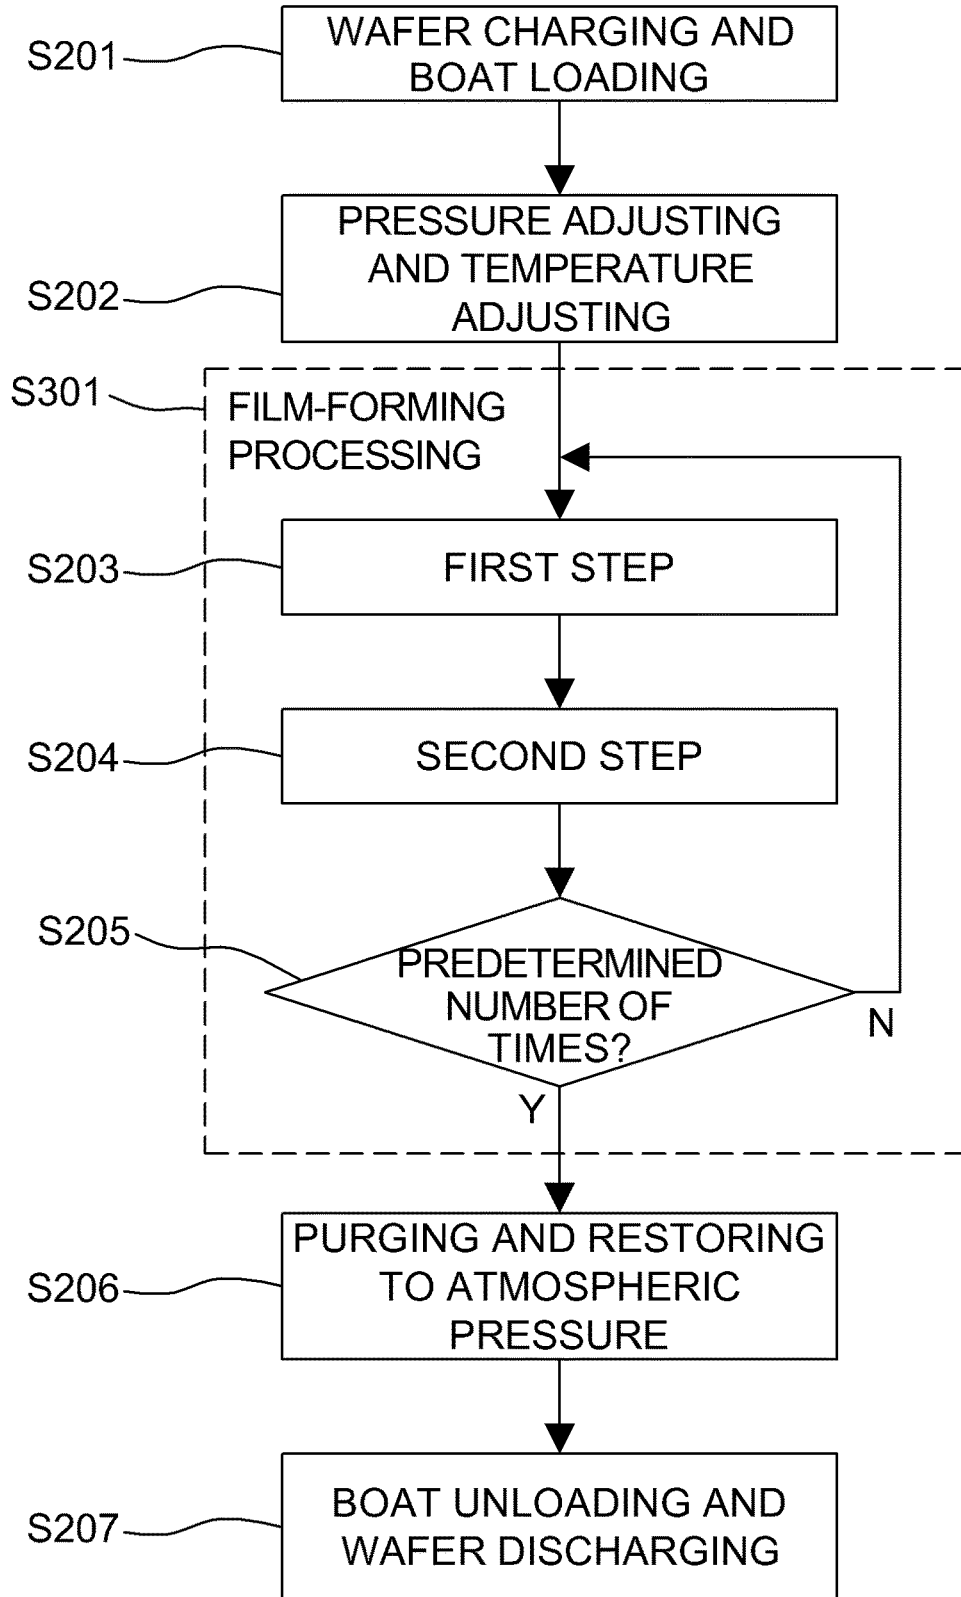 S201
WAFER CHARGING AND
BOAT LOADING
S202
PRESSURE ADJUSTING
AND TEMPERATURE
ADJUSTING
S301
FILM-FORMING
PROCESSING
S203
FIRST STEP
S204
SECOND STEP
S205
PREDETERMINED
NUMBER OF
TIMES?
N
Y
S206
PURGING AND RESTORING
TO ATMOSPHERIC
PRESSURE
S207
BOAT UNLOADING AND
WAFER DISCHARGING